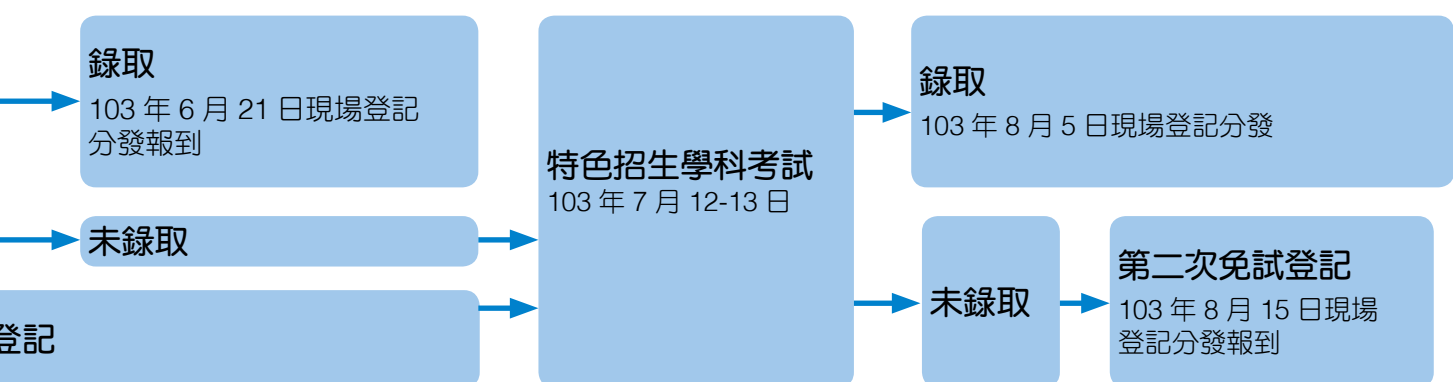 錄取
103 年 6 月 21 日現場登記
分發報到
未錄取
登記
特色招生學科考試
103 年 7 月 12-13 日
錄取
103 年 8 月 5 日現場登記分發
未錄取
第二次免試登記
103 年 8 月 15 日現場
登記分發報到